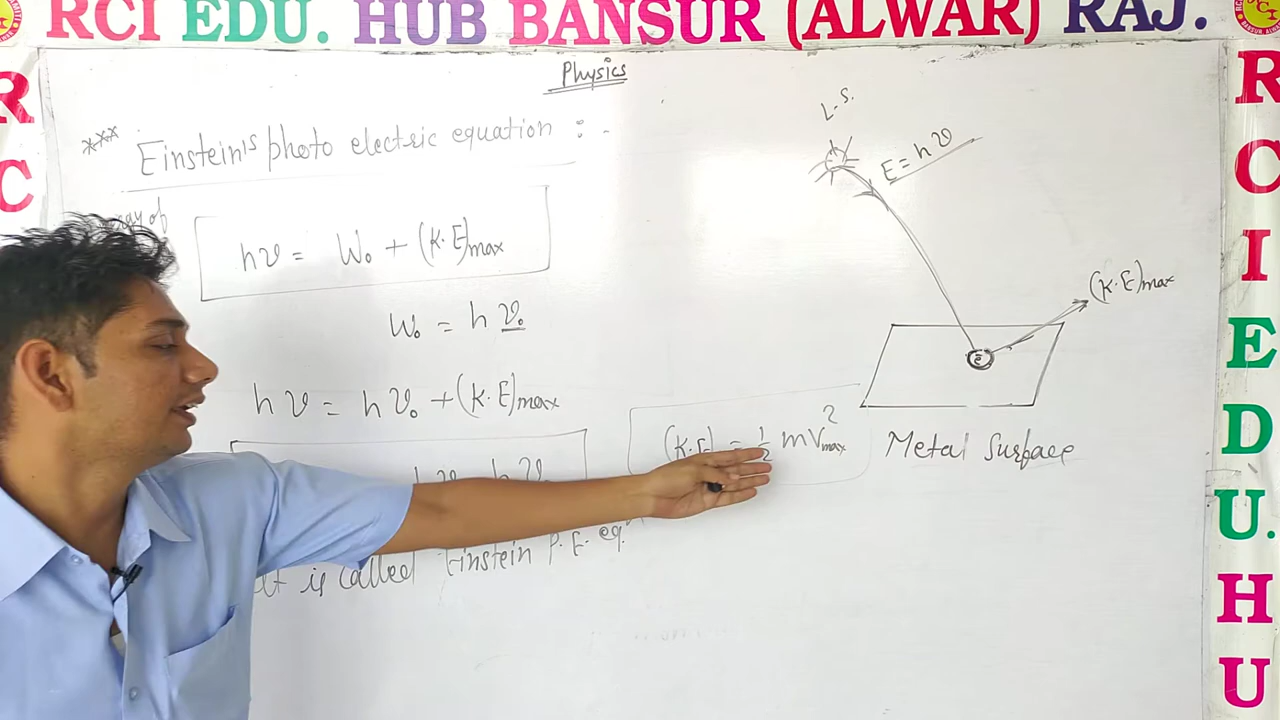 RCI EDU. HUB BANSUR (ALWAR) RAJ.
Physics
*** Einstein's photo electric equation :-
hν = W₀ + (K.E)max
W₀ = hν₀
hν = hν₀ + (K.E)max
It is called Einstein P.E. eqⁿ
L.S.
E = hν
(K.E)max
= ½ mV²max
Metal Surface
R
C
R
C
I
E
D
U.
H
U